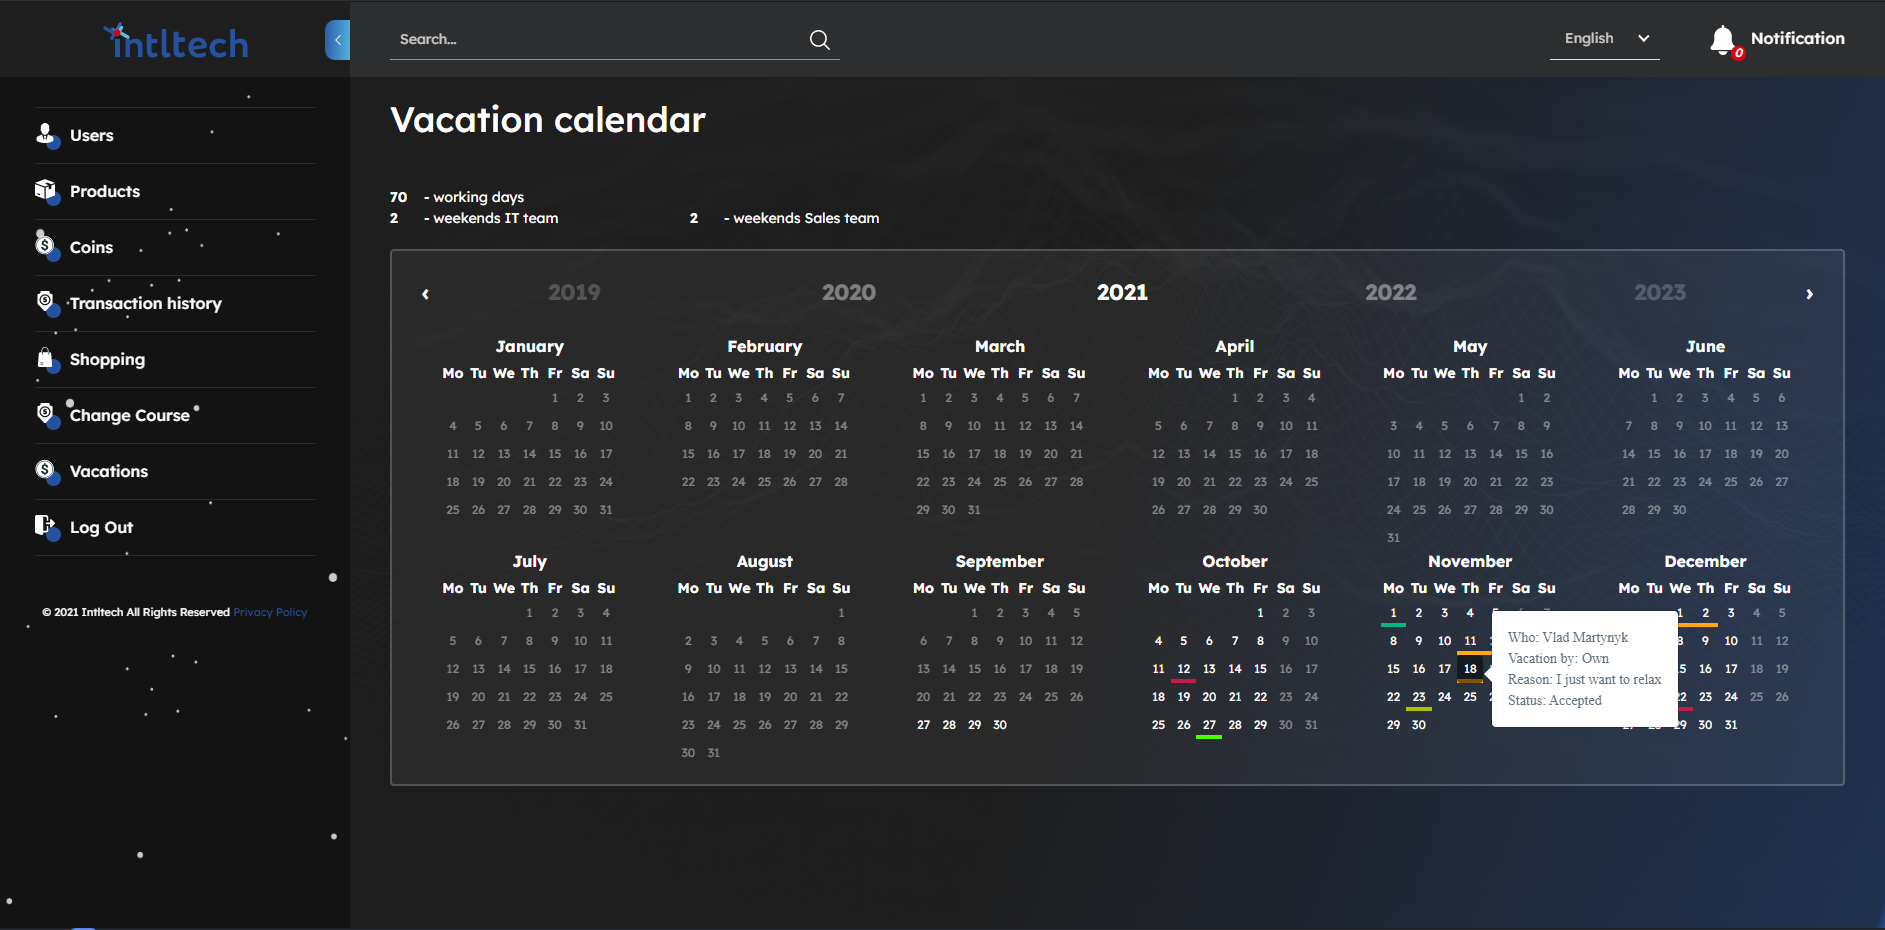 intltech
Search...
English
0
Notification
Users
Products
Coins
Transaction history
Shopping
Change Course
Vacations
Log Out
© 2021 Intltech All Rights Reserved Privacy Policy
Vacation calendar
70 - working days
2 - weekends IT team 2 - weekends Sales team
‹ 2019 2020 2021 2022 2023 ›
January
Mo Tu We Th Fr Sa Su
1 2 3
4 5 6 7 8 9 10
11 12 13 14 15 16 17
18 19 20 21 22 23 24
25 26 27 28 29 30 31
February
Mo Tu We Th Fr Sa Su
1 2 3 4 5 6 7
8 9 10 11 12 13 14
15 16 17 18 19 20 21
22 23 24 25 26 27 28
March
Mo Tu We Th Fr Sa Su
1 2 3 4 5 6 7
8 9 10 11 12 13 14
15 16 17 18 19 20 21
22 23 24 25 26 27 28
29 30 31
April
Mo Tu We Th Fr Sa Su
1 2 3 4
5 6 7 8 9 10 11
12 13 14 15 16 17 18
19 20 21 22 23 24 25
26 27 28 29 30
May
Mo Tu We Th Fr Sa Su
1 2
3 4 5 6 7 8 9
10 11 12 13 14 15 16
17 18 19 20 21 22 23
24 25 26 27 28 29 30
31
June
Mo Tu We Th Fr Sa Su
1 2 3 4 5 6
7 8 9 10 11 12 13
14 15 16 17 18 19 20
21 22 23 24 25 26 27
28 29 30
July
Mo Tu We Th Fr Sa Su
1 2 3 4
5 6 7 8 9 10 11
12 13 14 15 16 17 18
19 20 21 22 23 24 25
26 27 28 29 30 31
August
Mo Tu We Th Fr Sa Su
1
2 3 4 5 6 7 8
9 10 11 12 13 14 15
16 17 18 19 20 21 22
23 24 25 26 27 28 29
30 31
September
Mo Tu We Th Fr Sa Su
1 2 3 4 5
6 7 8 9 10 11 12
13 14 15 16 17 18 19
20 21 22 23 24 25 26
27 28 29 30
October
Mo Tu We Th Fr Sa Su
1 2 3
4 5 6 7 8 9 10
11 12 13 14 15 16 17
18 19 20 21 22 23 24
25 26 27 28 29 30 31
November
Mo Tu We Th Fr Sa Su
1 2 3 4
8 9 10 11
15 16 17 18
22 23 24 25
29 30
Who: Vlad Martynyk
Vacation by: Own
Reason: I just want to relax
Status: Accepted
December
Mo Tu We Th Fr Sa Su
1 2 3 4 5
8 9 10 11 12
16 17 18 19
23 24 25 26
30 31